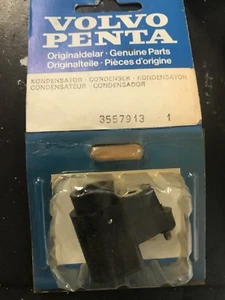 VOLVO
PENTA
Originaldelar · Genuine Parts
Originalteile · Pièces d'origine
KONDENSATOR · CONDENSER · KONDENSATOR
CONDENSATEUR · CONDENSADOR
3557913 1